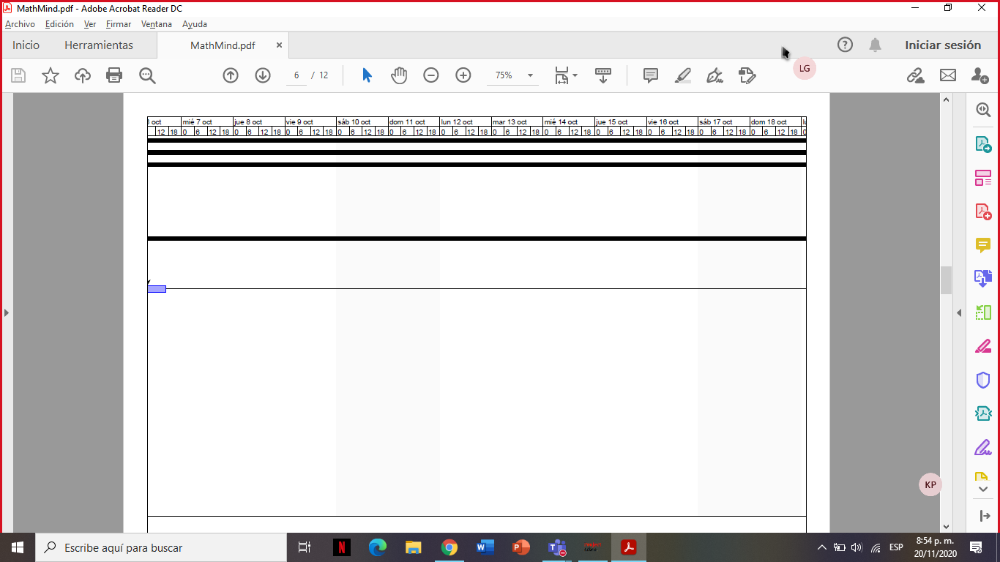 MathMind.pdf - Adobe Acrobat Reader DC
Archivo Edición Ver Firmar Ventana Ayuda
Inicio Herramientas MathMind.pdf × Iniciar sesión
6 / 12 75% LG
oct mié 7 oct jue 8 oct vie 9 oct sáb 10 oct dom 11 oct lun 12 oct mar 13 oct mié 14 oct jue 15 oct vie 16 oct sáb 17 oct dom 18 oct
12 18 0 6 12 18 0 6 12 18 0 6 12 18 0 6 12 18 0 6 12 18 0 6 12 18 0 6 12 18 0 6 12 18 0 6 12 18 0 6 12 18 0 6 12 18 0 6 12 18 0
KP
Escribe aquí para buscar
ESP
8:54 p. m.
20/11/2020